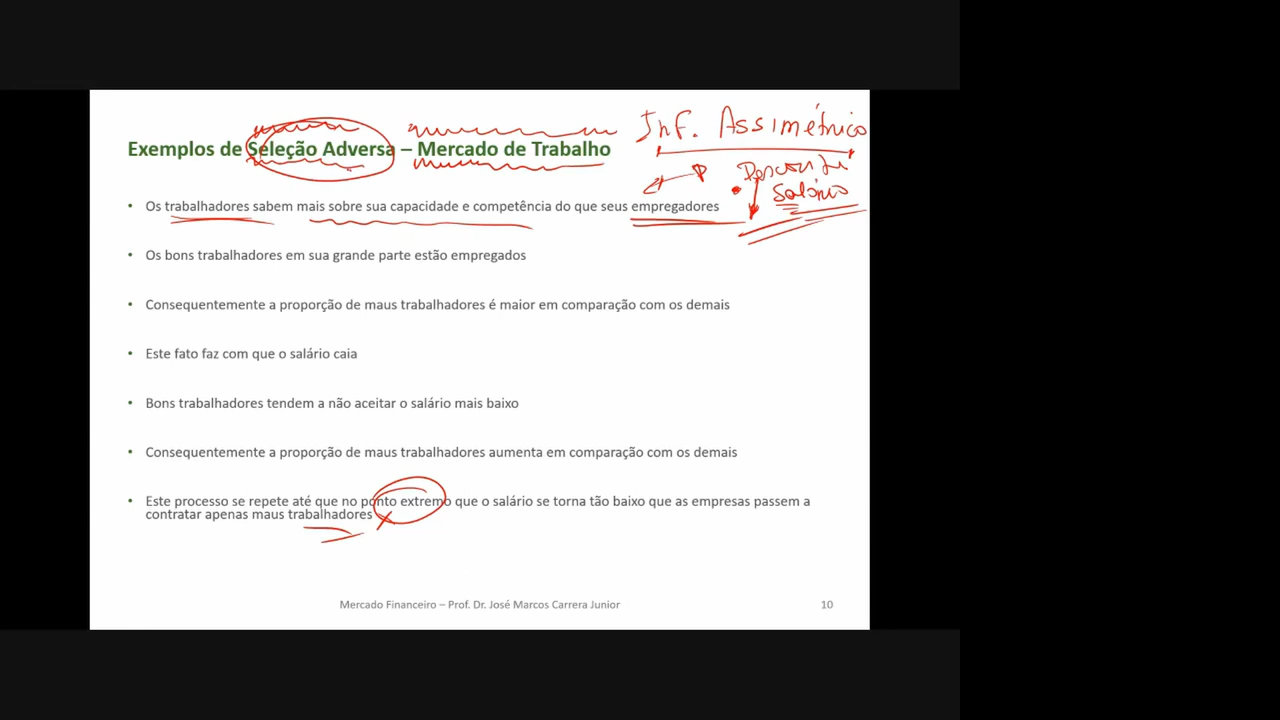 Inf. Assimétrico
Exemplos de Seleção Adversa – Mercado de Trabalho
Salário
• Os trabalhadores sabem mais sobre sua capacidade e competência do que seus empregadores
• Os bons trabalhadores em sua grande parte estão empregados
• Consequentemente a proporção de maus trabalhadores é maior em comparação com os demais
• Este fato faz com que o salário caia
• Bons trabalhadores tendem a não aceitar o salário mais baixo
• Consequentemente a proporção de maus trabalhadores aumenta em comparação com os demais
• Este processo se repete até que no ponto extremo que o salário se torna tão baixo que as empresas passem a
contratar apenas maus trabalhadores
Mercado Financeiro – Prof. Dr. José Marcos Carrera Junior
10